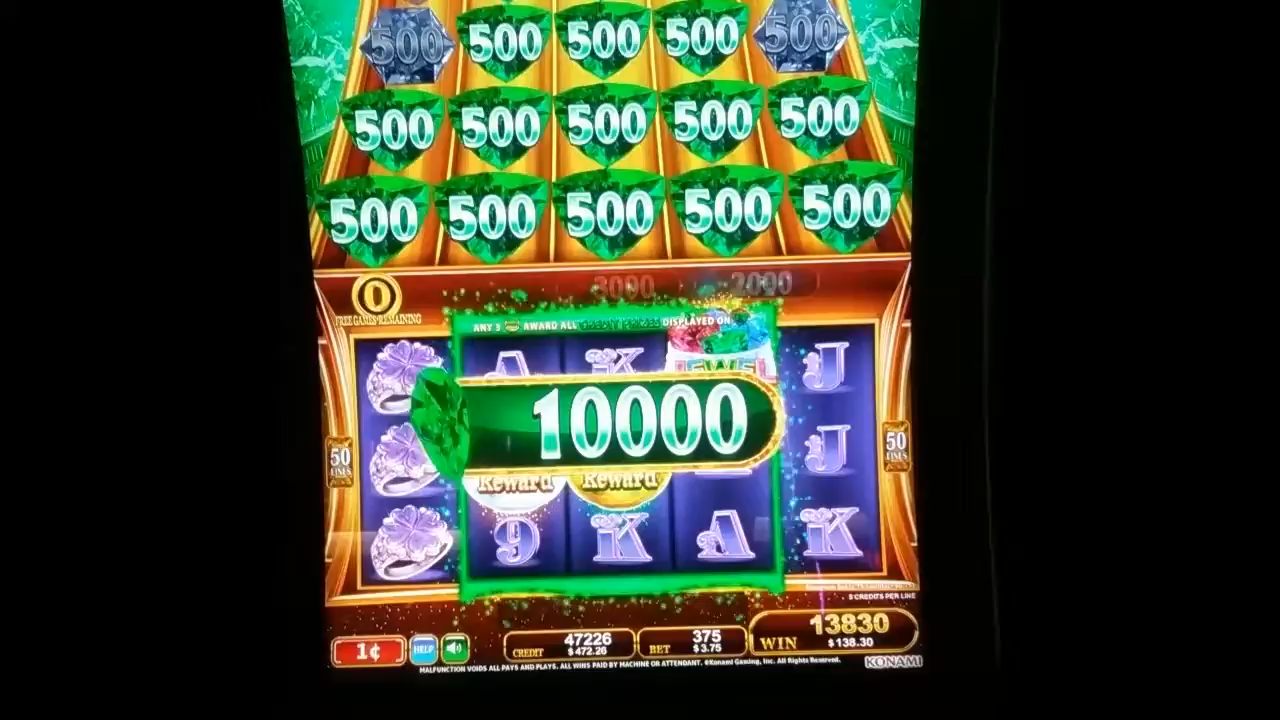 500 500 500 500 500
500 500 500 500 500
500 500 500 500 500
3000 2000
0
FREE GAMES REMAINING
ANY 3 AWARD ALL CREDIT PRIZES DISPLAYED ON
A K JEWEL J
10000
50 LINES
J
50 LINES
Reward Reward
9 K A K
5 CREDITS PER LINE
1¢
HELP
CREDIT 47226
$472.26
BET 375
$3.75
WIN 13830
$138.30
MALFUNCTION VOIDS ALL PAYS AND PLAYS. ALL WINS PAID BY MACHINE OR ATTENDANT. ©Konami Gaming, Inc. All Rights Reserved.
KONAMI